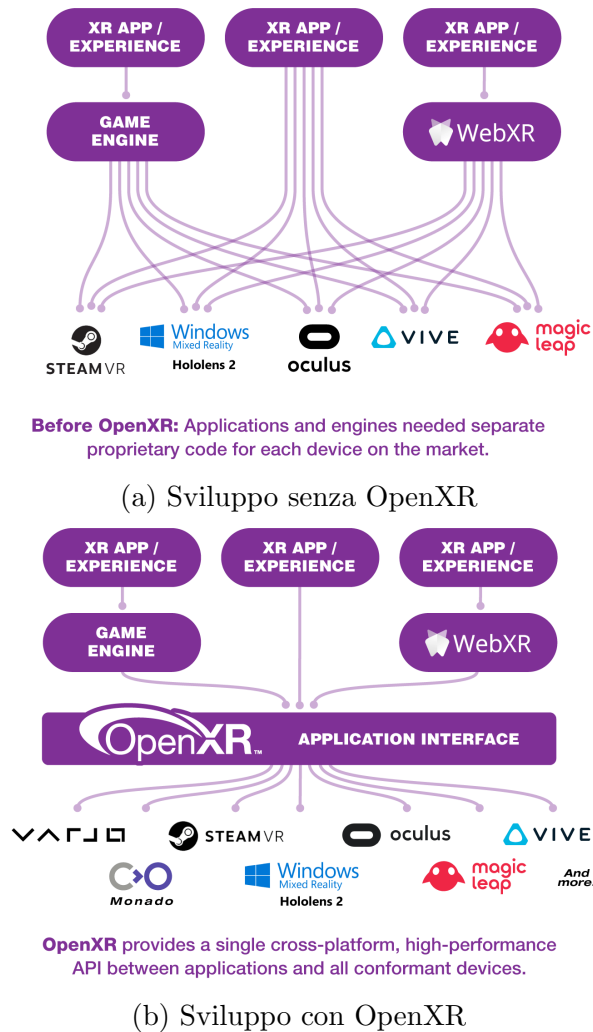 XR APP / EXPERIENCE
XR APP / EXPERIENCE
XR APP / EXPERIENCE
GAME ENGINE
WebXR
STEAMVR
Windows
Mixed Reality
Hololens 2
oculus
VIVE
magic leap
Before OpenXR: Applications and engines needed separate
proprietary code for each device on the market.
(a) Sviluppo senza OpenXR
XR APP / EXPERIENCE
XR APP / EXPERIENCE
XR APP / EXPERIENCE
GAME ENGINE
WebXR
OpenXR™ APPLICATION INTERFACE
VARJO
STEAMVR
oculus
VIVE
Monado
Windows
Mixed Reality
Hololens 2
magic leap
And more.
OpenXR provides a single cross-platform, high-performance
API between applications and all conformant devices.
(b) Sviluppo con OpenXR